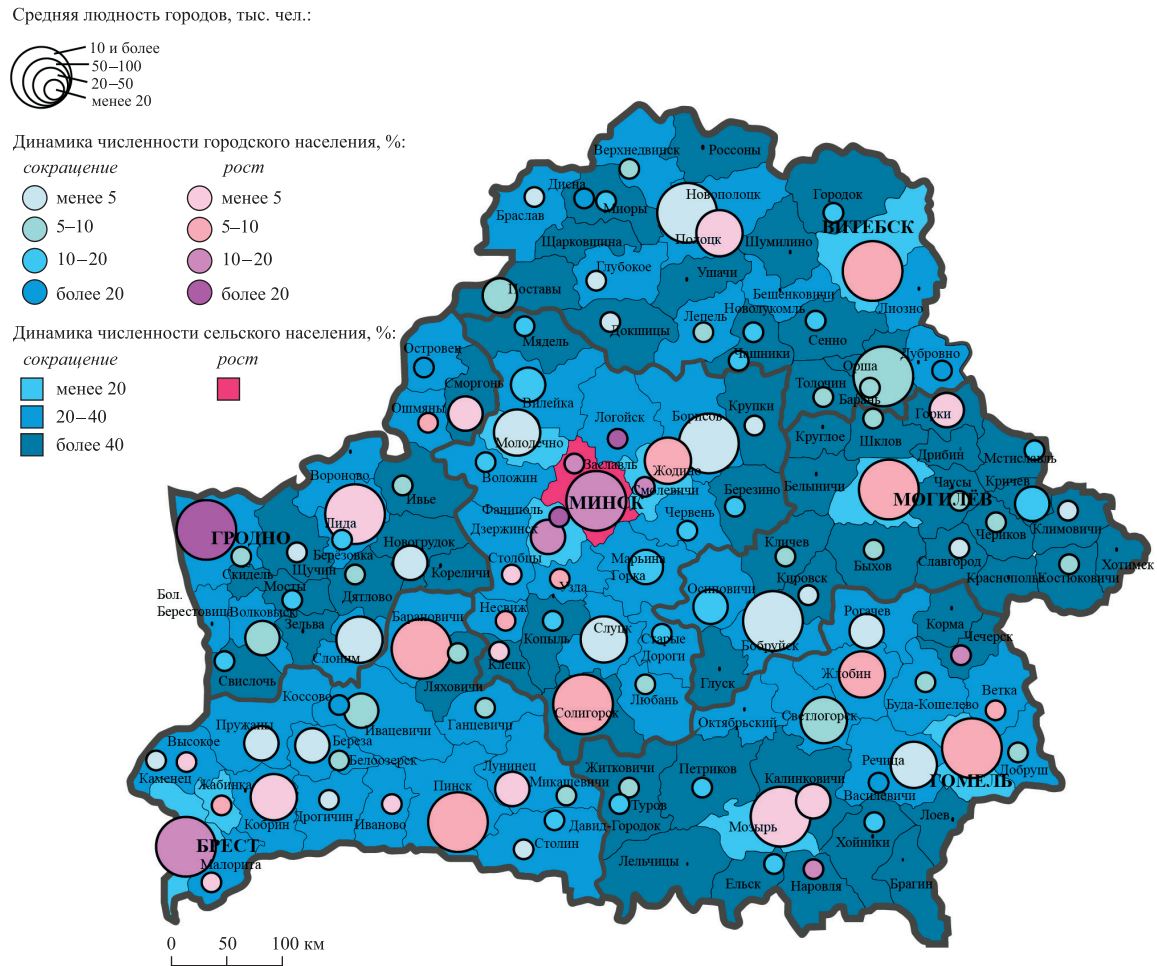 Средняя людность городов, тыс. чел.:
10 и более
50–100
20–50
менее 20
Динамика численности городского населения, %:
сокращение рост
менее 5 менее 5
5–10 5–10
10–20 10–20
более 20 более 20
Динамика численности сельского населения, %:
сокращение рост
менее 20
20–40
более 40
Верхнедвинск
Россоны
Дисна
Миоры
Браслав
Новополоцк
Городок
ВИТЕБСК
Полоцк
Шумилино
Шарковщина
Глубокое
Ушачи
Поставы
Бешенковичи
Новолукомль
Лиозно
Лепель
Докшицы
Сенно
Мядель
Чашники
Дубровно
Островец
Орша
Сморгонь
Толочин
Барань
Ошмяны
Вилейка
Логойск
Борисов
Крупки
Горки
Шклов
Круглое
Молодечно
Дрибин
Мстиславль
Заславль
Жодино
Белыничи
Чаусы
Кричев
Вороново
Воложин
Смолевичи
МИНСК
Березино
МОГИЛЁВ
Ивье
Фаниполь
Червень
Климовичи
Лида
Дзержинск
Чериков
ГРОДНО
Березовка
Новогрудок
Столбцы
Марьина
Горка
Кличев
Быхов
Славгород
Хотимск
Скидель
Щучин
Кореличи
Краснополье
Костюковичи
Мосты
Дятлово
Узда
Кировск
Бол.
Берестовица
Волковыск
Осиповичи
Зельва
Барановичи
Несвиж
Рогачев
Корма
Копыль
Слуцк
Старые
Дороги
Бобруйск
Чечерск
Слоним
Клецк
Свислочь
Ляховичи
Глуск
Жлобин
Коссово
Любань
Ветка
Буда-Кошелево
Пружаны
Ивацевичи
Ганцевичи
Солигорск
Октябрьский
Светлогорск
Высокое
Береза
Белоозерск
Речица
Добруш
Каменец
Лунинец
Житковичи
Петриков
Калинковичи
ГОМЕЛЬ
Жабинка
Пинск
Микашевичи
Василевичи
Кобрин
Дрогичин
Иваново
Туров
Лоев
Давид-Городок
Мозырь
БРЕСТ
Столин
Хойники
Малорита
Лельчицы
Ельск
Наровля
Брагин
0 50 100 км